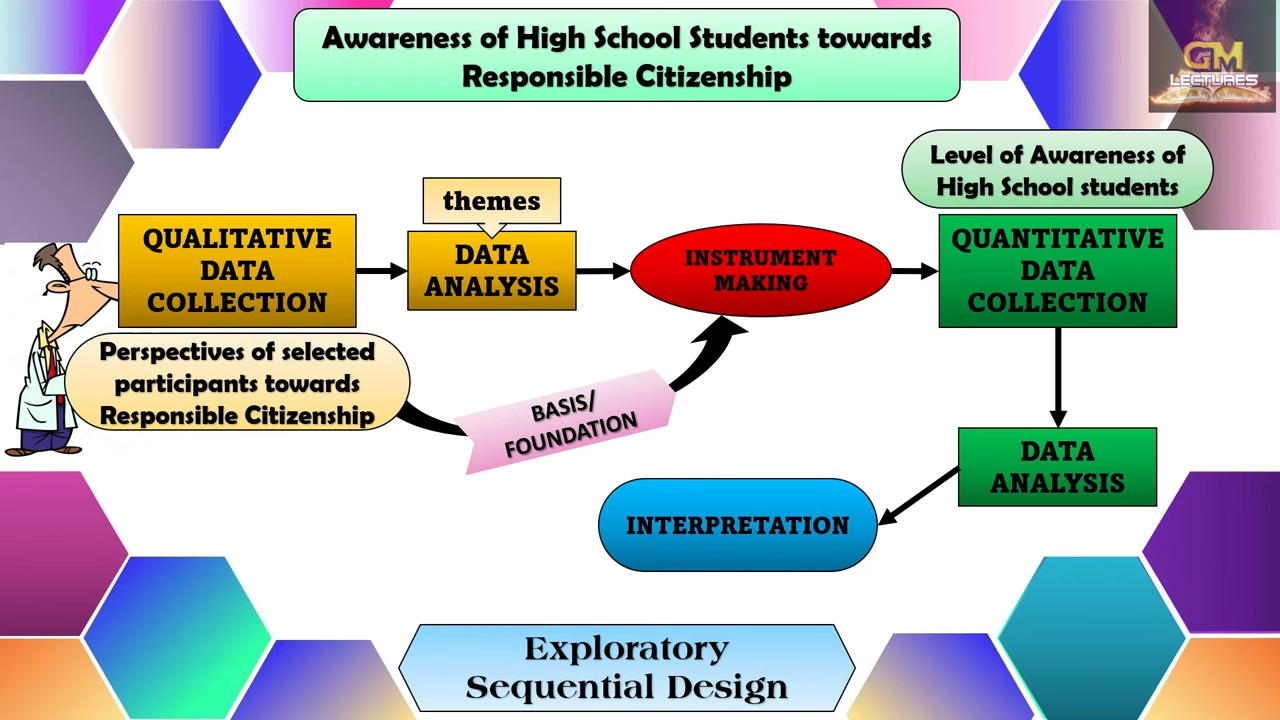 Awareness of High School Students towards
Responsible Citizenship
GM
LECTURES
Level of Awareness of
High School students
themes
QUALITATIVE
DATA
COLLECTION
DATA
ANALYSIS
INSTRUMENT
MAKING
QUANTITATIVE
DATA
COLLECTION
Perspectives of selected
participants towards
Responsible Citizenship
BASIS/
FOUNDATION
DATA
ANALYSIS
INTERPRETATION
Exploratory
Sequential Design